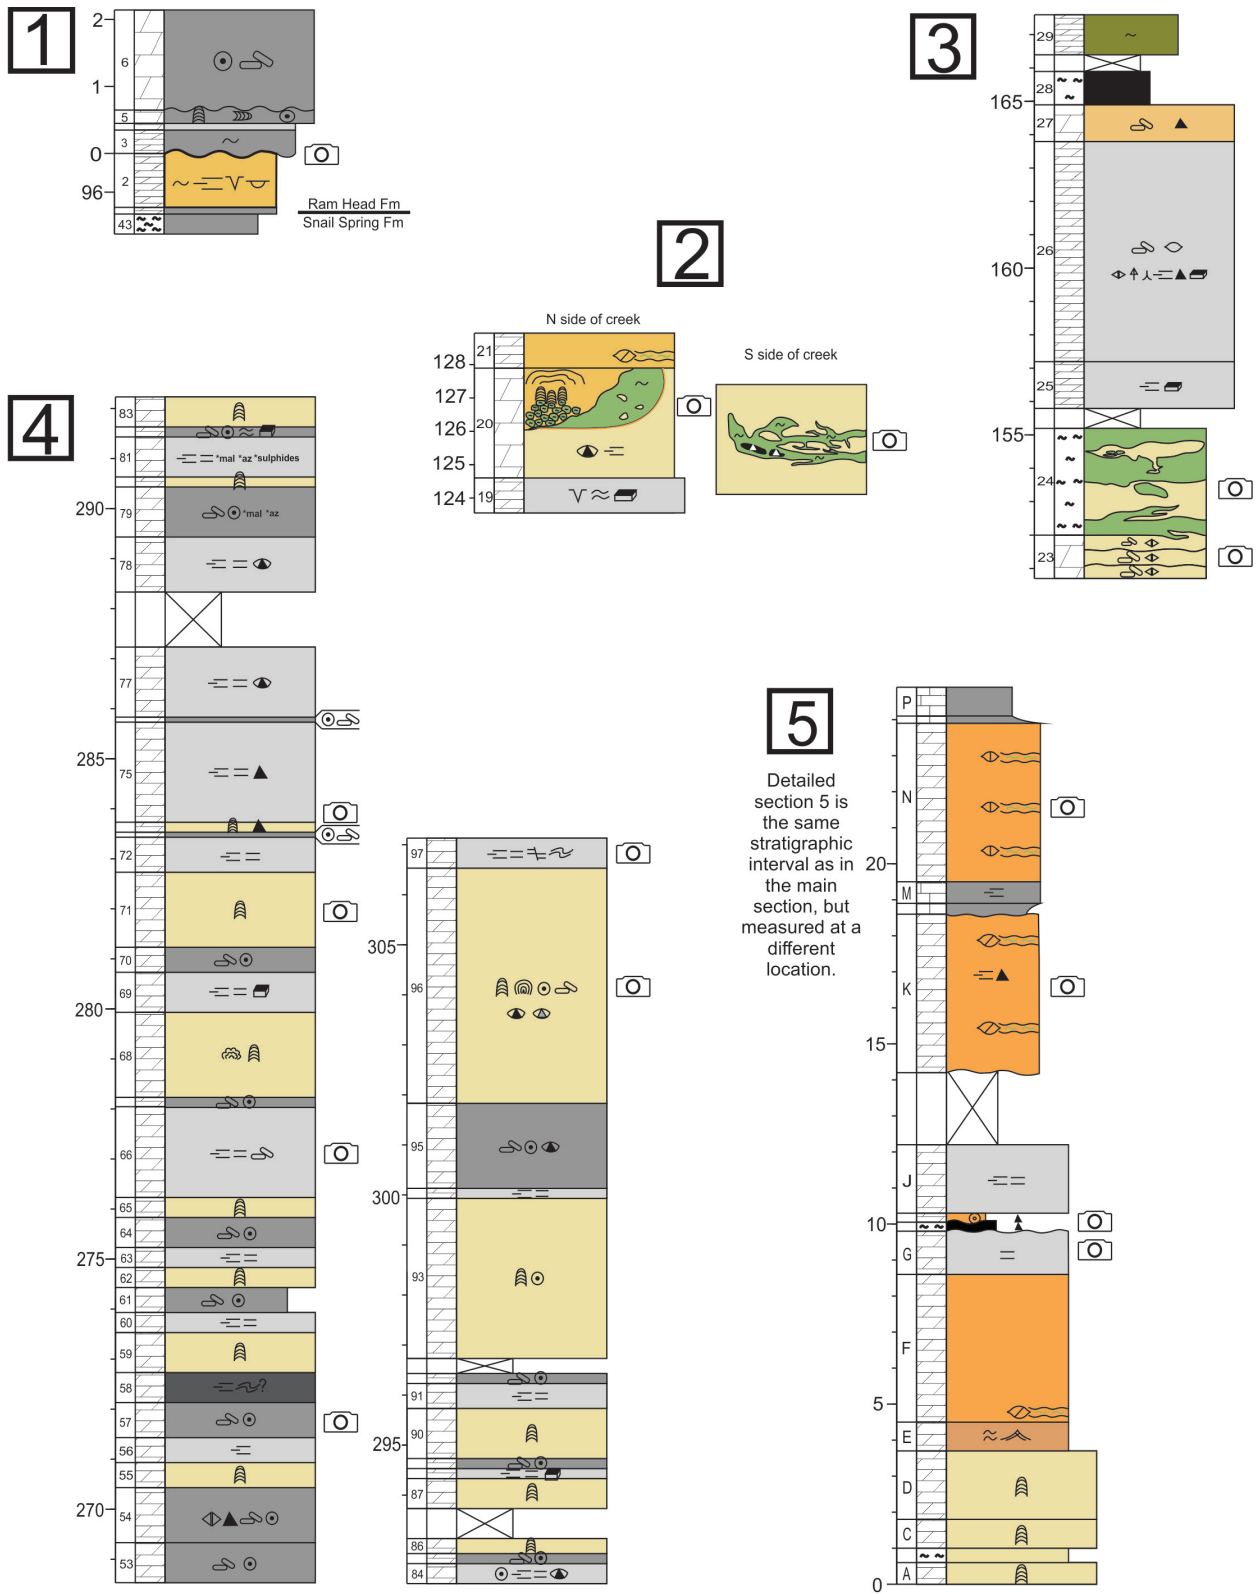 1
2
6
1
5
3
0
2
96
43
Ram Head Fm
Snail Spring Fm
2
N side of creek
S side of creek
21
128
127
20
126
125
124
19
3
29
28
165
27
26
160
25
155
24
23
4
83
81
*mal *az *sulphides
290
79
*mal *az
78
77
285
75
72
71
70
69
280
68
66
65
64
275
63
62
61
60
59
58
?
57
56
55
270
54
53
97
305
96
95
300
93
91
90
295
87
86
84
5
Detailed
section 5 is
the same
stratigraphic
interval as in
the main
section, but
measured at a
different
location.
P
N
20
M
K
15
J
10
G
F
5
E
D
C
A
0